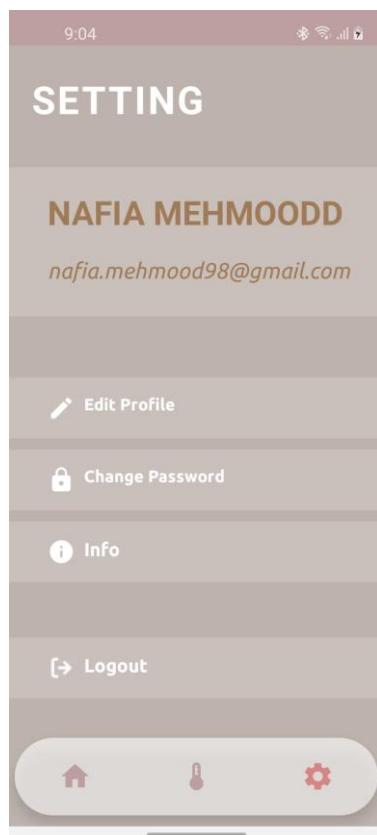 9:04
SETTING
NAFIA MEHMOODD
nafia.mehmood98@gmail.com
Edit Profile
Change Password
Info
Logout